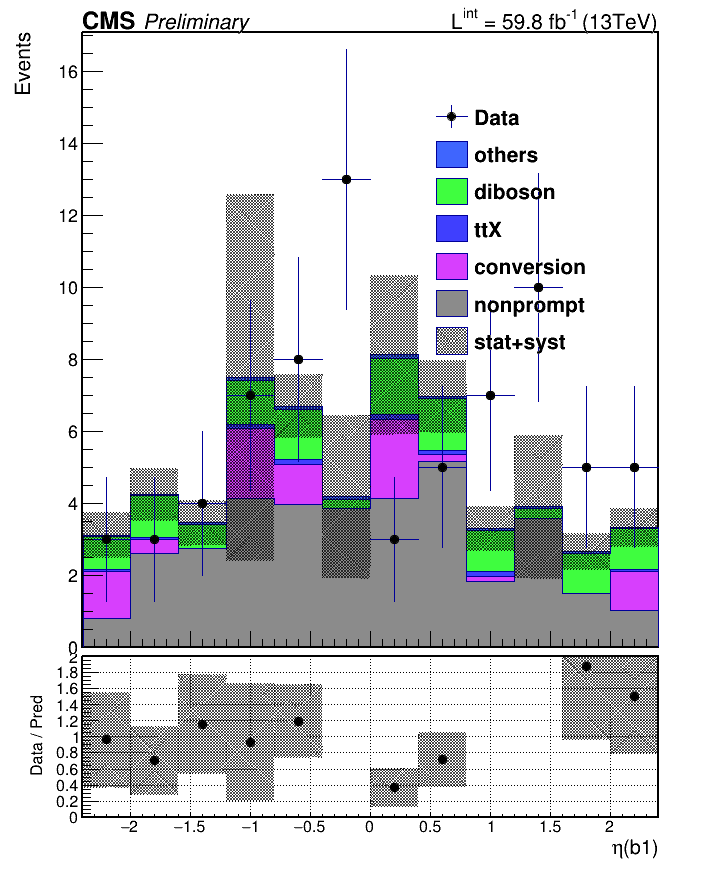 CMS Preliminary L^int = 59.8 fb^-1 (13TeV)
Events
16
14
12
10
8
6
4
2
0
Data
others
diboson
ttX
conversion
nonprompt
stat+syst
Data / Pred
2
1.8
1.6
1.4
1.2
1
0.8
0.6
0.4
0.2
0
−2 −1.5 −1 −0.5 0 0.5 1 1.5 2
η(b1)